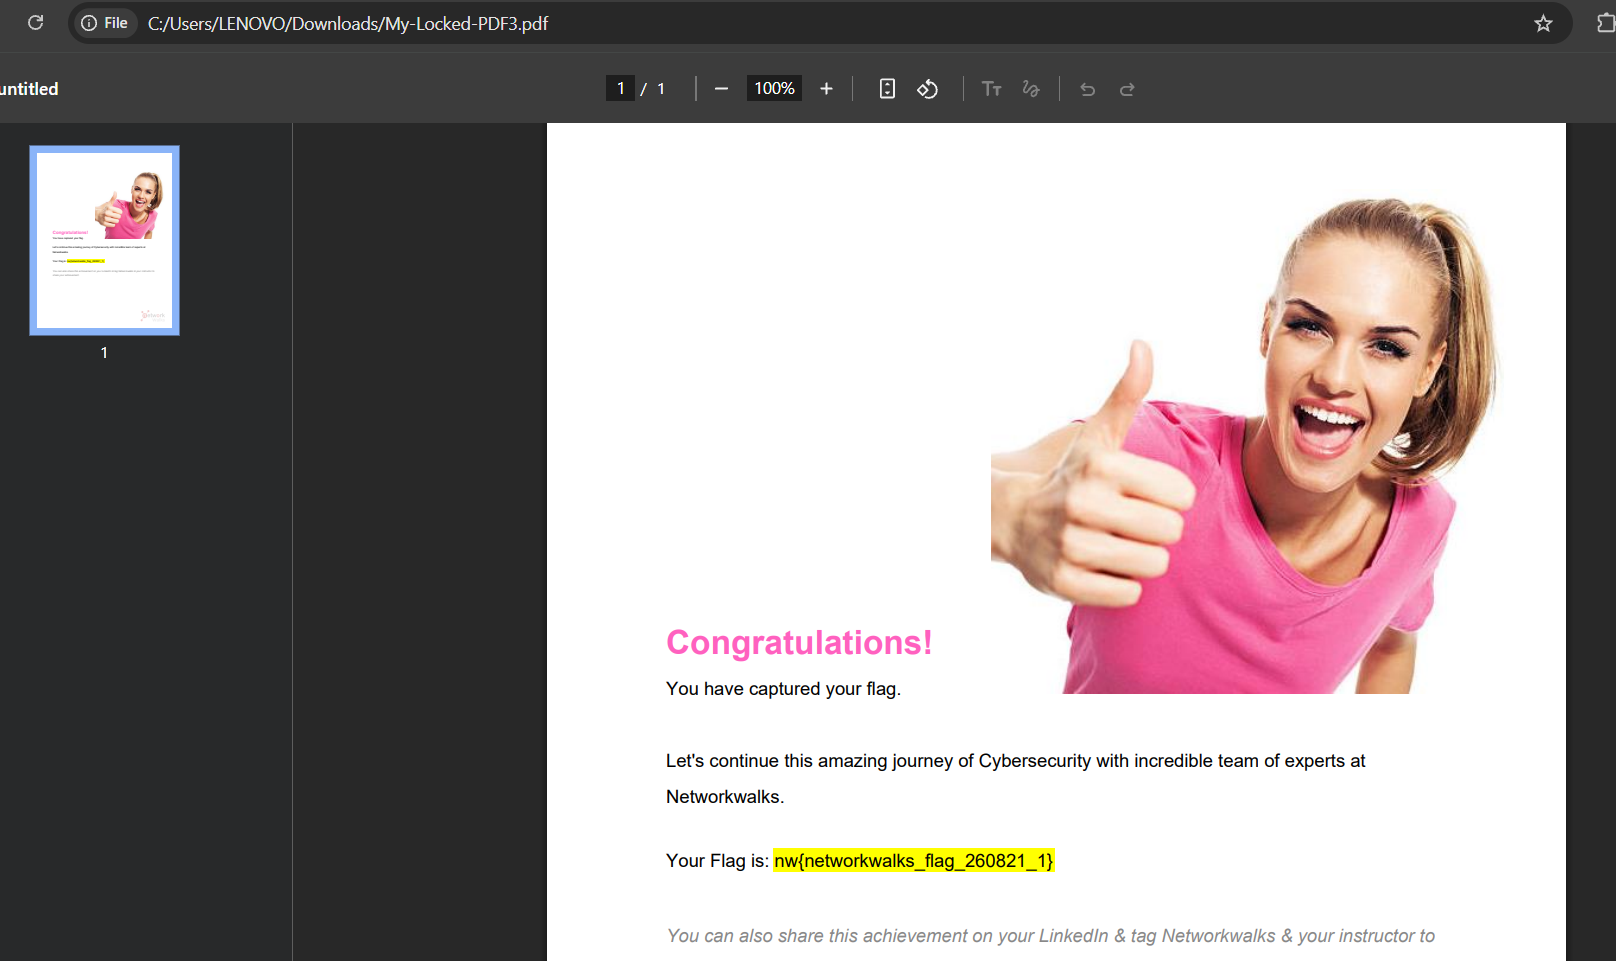 File C:/Users/LENOVO/Downloads/My-Locked-PDF3.pdf
untitled
1 / 1
100%
1
Congratulations!
You have captured your flag.
Let's continue this amazing journey of Cybersecurity with incredible team of experts at
Networkwalks.
Your Flag is: nw{networkwalks_flag_260821_1}
You can also share this achievement on your LinkedIn & tag Networkwalks & your instructor to